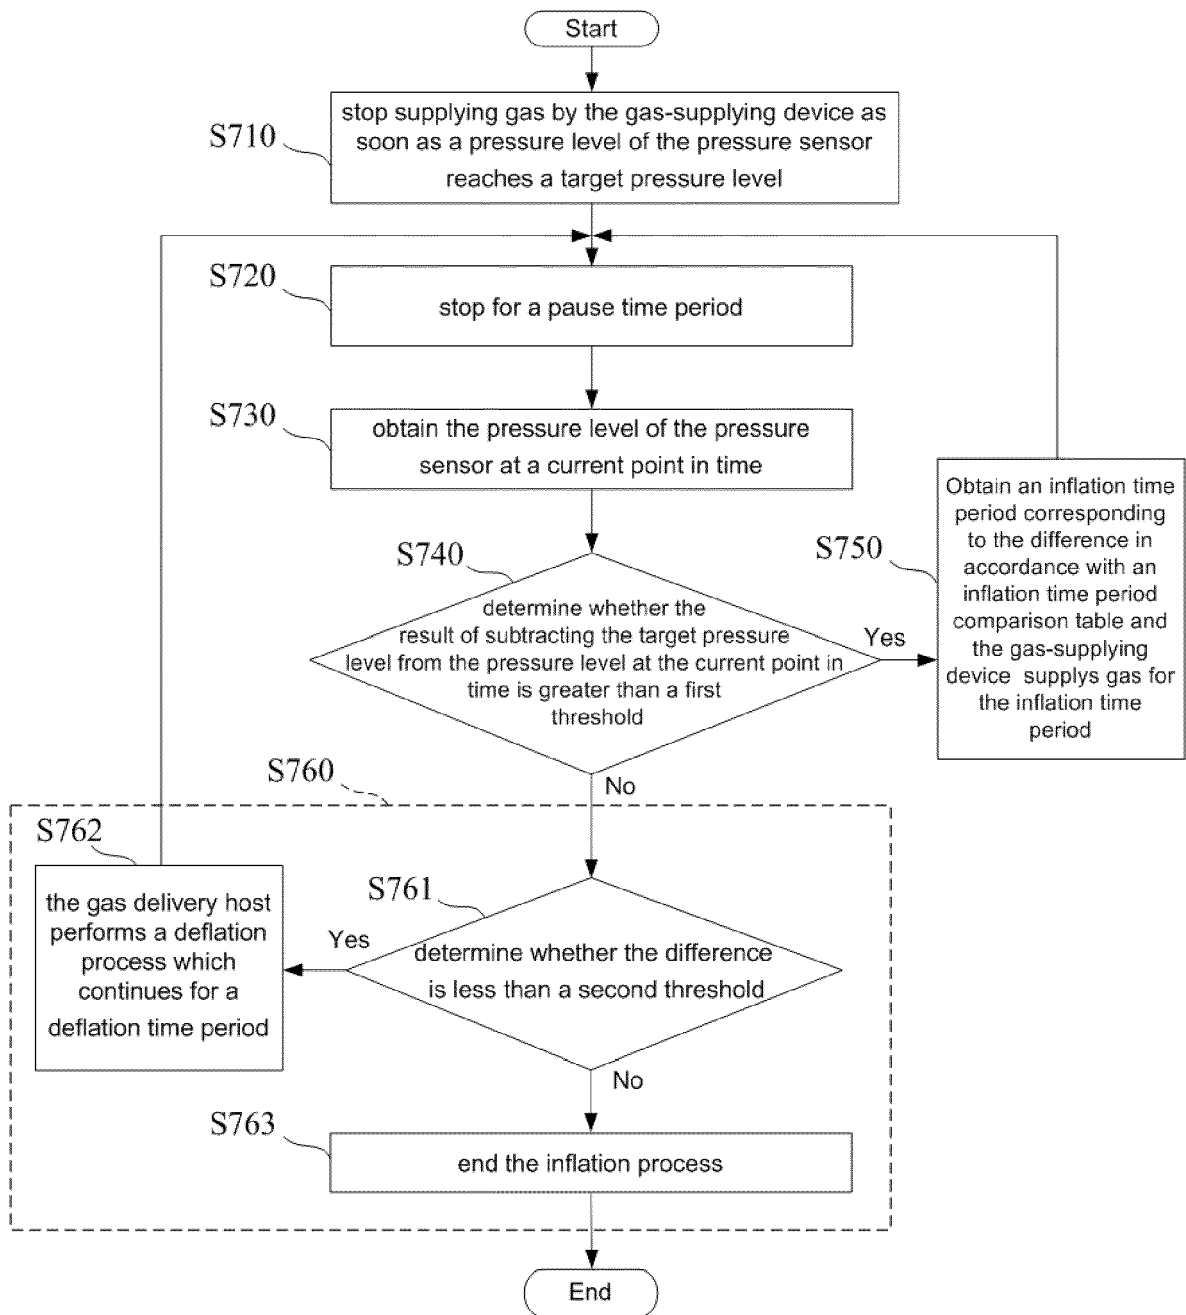 Start
S710
stop supplying gas by the gas-supplying device as
soon as a pressure level of the pressure sensor
reaches a target pressure level
S720
stop for a pause time period
S730
obtain the pressure level of the pressure
sensor at a current point in time
S740
determine whether the
result of subtracting the target pressure
level from the pressure level at the current point in
time is greater than a first
threshold
Yes
S750
Obtain an inflation time
period corresponding
to the difference in
accordance with an
inflation time period
comparison table and
the gas-supplying
device supplys gas for
the inflation time
period
No
S760
S762
the gas delivery host
performs a deflation
process which
continues for a
deflation time period
Yes
S761
determine whether the difference
is less than a second threshold
No
S763
end the inflation process
End